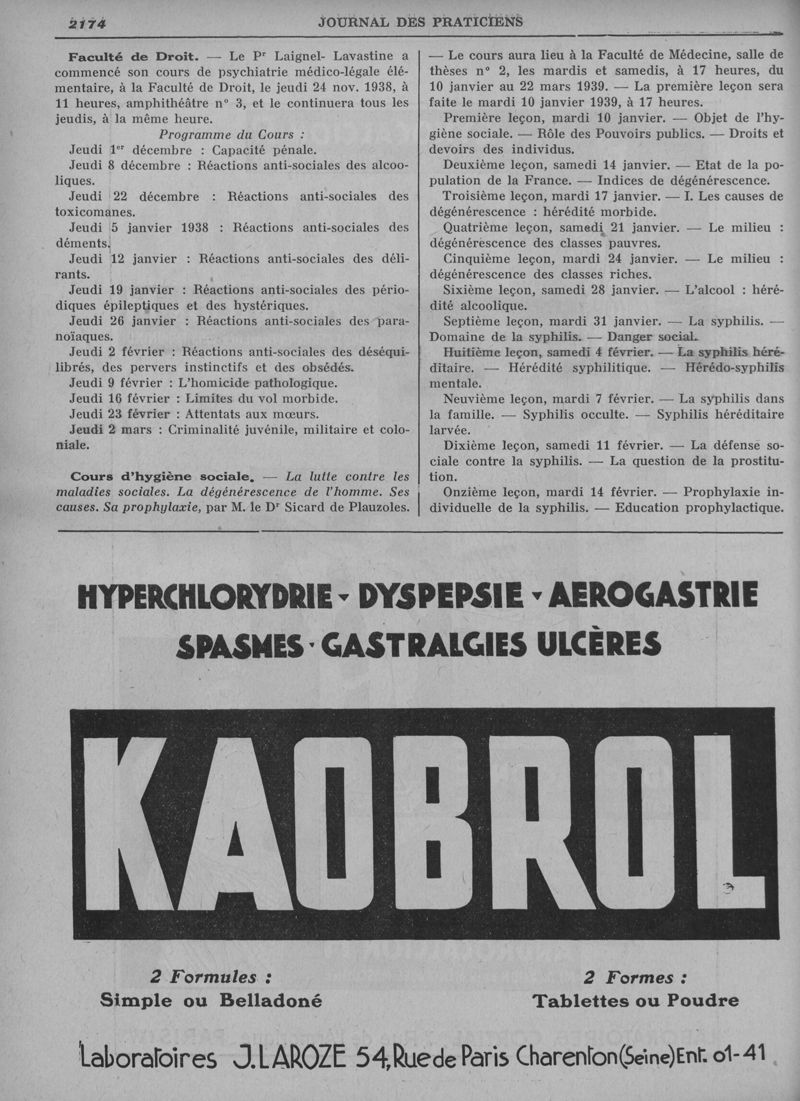 2174
JOURNAL DES PRATICIENS
Faculté de Droit. — Le Pr Laignel- Lavastine a
commencé son cours de psychiatrie médico-légale élé-
mentaire, à la Faculté de Droit, le jeudi 24 nov. 1938, à
11 heures, amphithéâtre n° 3, et le continuera tous les
jeudis, à la même heure.
Programme du Cours :
Jeudi 1er décembre : Capacité pénale.
Jeudi 8 décembre : Réactions anti-sociales des alcoo-
liques.
Jeudi 22 décembre : Réactions anti-sociales des
toxicomanes.
Jeudi 5 janvier 1938 : Réactions anti-sociales des
déments.
Jeudi 12 janvier : Réactions anti-sociales des déli-
rants.
Jeudi 19 janvier : Réactions anti-sociales des pério-
diques épileptiques et des hystériques.
Jeudi 26 janvier : Réactions anti-sociales des para-
noïaques.
Jeudi 2 février : Réactions anti-sociales des déséqui-
librés, des pervers instinctifs et des obsédés.
Jeudi 9 février : L'homicide pathologique.
Jeudi 16 février : Limites du vol morbide.
Jeudi 23 février : Attentats aux mœurs.
Jeudi 2 mars : Criminalité juvénile, militaire et colo-
niale.
Cours d'hygiène sociale. — La lutte contre les
maladies sociales. La dégénérescence de l'homme. Ses
causes. Sa prophylaxie, par M. le Dr Sicard de Plauzoles.
— Le cours aura lieu à la Faculté de Médecine, salle de
thèses n° 2, les mardis et samedis, à 17 heures, du
10 janvier au 22 mars 1939. — La première leçon sera
faite le mardi 10 janvier 1939, à 17 heures.
Première leçon, mardi 10 janvier. — Objet de l'hy-
giène sociale. — Rôle des Pouvoirs publics. — Droits et
devoirs des individus.
Deuxième leçon, samedi 14 janvier. — Etat de la po-
pulation de la France. — Indices de dégénérescence.
Troisième leçon, mardi 17 janvier. — I. Les causes de
dégénérescence : hérédité morbide.
Quatrième leçon, samedi 21 janvier. — Le milieu :
dégénérescence des classes pauvres.
Cinquième leçon, mardi 24 janvier. — Le milieu :
dégénérescence des classes riches.
Sixième leçon, samedi 28 janvier. — L'alcool : héré-
dité alcoolique.
Septième leçon, mardi 31 janvier. — La syphilis. —
Domaine de la syphilis. — Danger social.
Huitième leçon, samedi 4 février. — La syphilis héré-
ditaire. — Hérédité syphilitique. — Hérédo-syphilis
mentale.
Neuvième leçon, mardi 7 février. — La syphilis dans
la famille. — Syphilis occulte. — Syphilis héréditaire
larvée.
Dixième leçon, samedi 11 février. — La défense so-
ciale contre la syphilis. — La question de la prostitu-
tion.
Onzième leçon, mardi 14 février. — Prophylaxie in-
dividuelle de la syphilis. — Education prophylactique.
HYPERCHLORYDRIE - DYSPEPSIE - AEROGASTRIE
SPASMES - GASTRALGIES ULCÈRES
KAOBROL
2 Formules :
Simple ou Belladoné
2 Formes :
Tablettes ou Poudre
Laboratoires J. LAROZE 54, Rue de Paris Charenton (Seine) Ent. 01-41